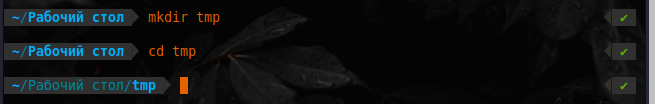 ~/Рабочий стол mkdir tmp ✔
~/Рабочий стол cd tmp ✔
~/Рабочий стол/tmp ✔